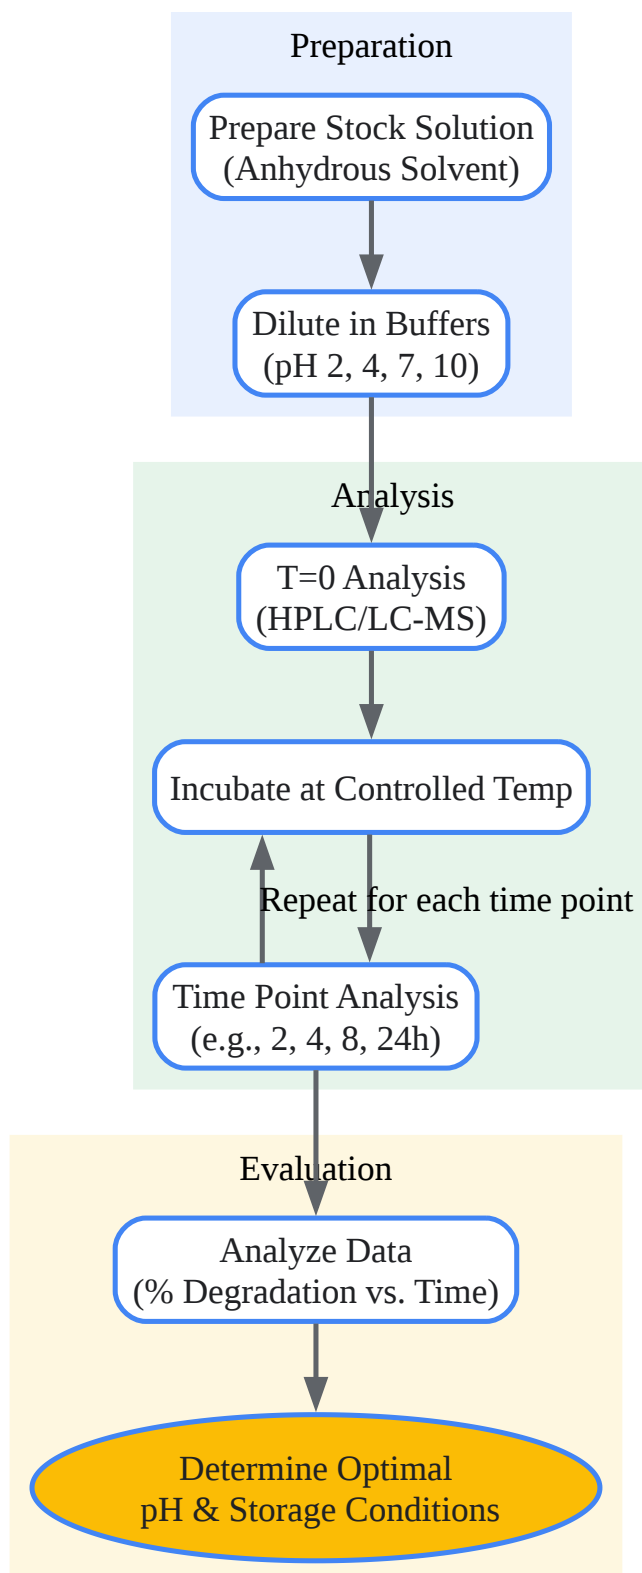 Preparation
Prepare Stock Solution
(Anhydrous Solvent)
Dilute in Buffers
(pH 2, 4, 7, 10)
Analysis
T=0 Analysis
(HPLC/LC-MS)
Incubate at Controlled Temp
Repeat for each time point
Time Point Analysis
(e.g., 2, 4, 8, 24h)
Evaluation
Analyze Data
(% Degradation vs. Time)
Determine Optimal
pH & Storage Conditions